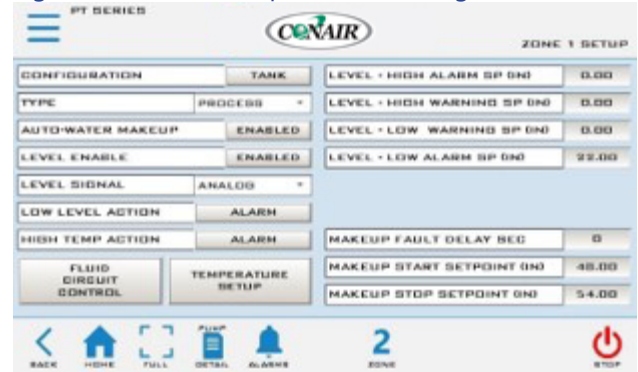 PT SERIES
CONAIR
ZONE 1 SETUP
CONFIGURATION TANK
TYPE PROCESS
AUTO-WATER MAKEUP ENABLED
LEVEL ENABLE ENABLED
LEVEL SIGNAL ANALOG
LOW LEVEL ACTION ALARM
HIGH TEMP ACTION ALARM
FLUID
CIRCUIT
CONTROL
TEMPERATURE
SETUP
LEVEL - HIGH ALARM SP (IN) 0.00
LEVEL - HIGH WARNING SP (IN) 0.00
LEVEL - LOW WARNING SP (IN) 0.00
LEVEL - LOW ALARM SP (IN) 22.00
MAKEUP FAULT DELAY SEC 0
MAKEUP START SETPOINT (IN) 48.00
MAKEUP STOP SETPOINT (IN) 54.00
BACK
HOME
FULL
PUMP
DETAIL
ALARMS
2
ZONE
STOP